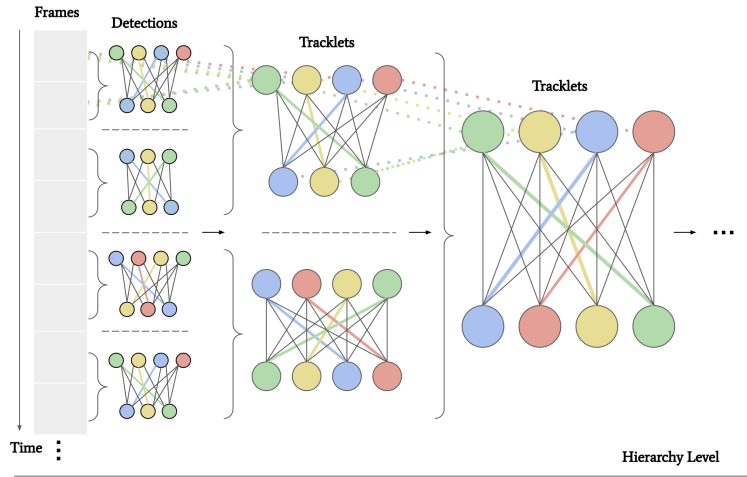 Frames
Detections
Tracklets
Tracklets
Time
Hierarchy Level